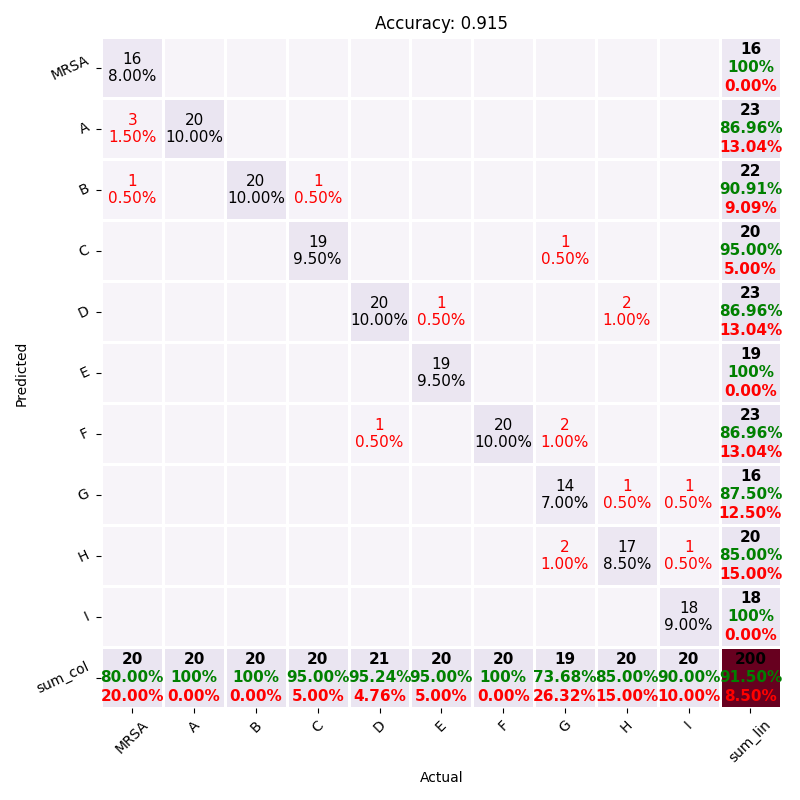 Accuracy: 0.915
MRSA 16 16
8.00% 100%
0.00%
A 3 20 23
1.50% 10.00% 86.96%
13.04%
B 1 20 1 22
0.50% 10.00% 0.50% 90.91%
9.09%
C 19 1 20
9.50% 0.50% 95.00%
5.00%
D 20 1 2 23
10.00% 0.50% 1.00% 86.96%
13.04%
E 19 19
9.50% 100%
0.00%
F 1 20 2 23
0.50% 10.00% 1.00% 86.96%
13.04%
G 14 1 1 16
7.00% 0.50% 0.50% 87.50%
12.50%
H 2 17 1 20
1.00% 8.50% 0.50% 85.00%
15.00%
I 18 18
9.00% 100%
0.00%
sum_col 20 20 20 20 21 20 20 19 20 20 200
80.00% 100% 100% 95.00% 95.24% 95.00% 100% 73.68% 85.00% 90.00% 91.50%
20.00% 0.00% 0.00% 5.00% 4.76% 5.00% 0.00% 26.32% 15.00% 10.00% 8.50%
MRSA A B C D E F G H I sum_lin
Actual
Predicted